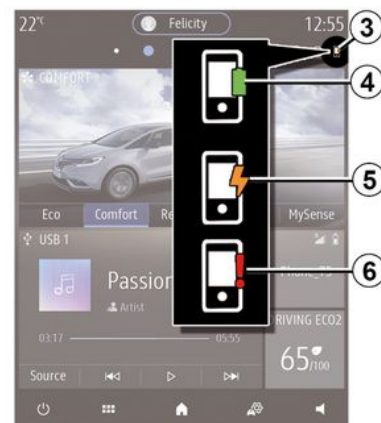 22°C
Felicity
12:55
3
COMFORT
4
5
Eco
Comfort
MySense
USB 1
6
Passion
Artist
DRIVING ECO2
03:17
05:55
65/100
Source